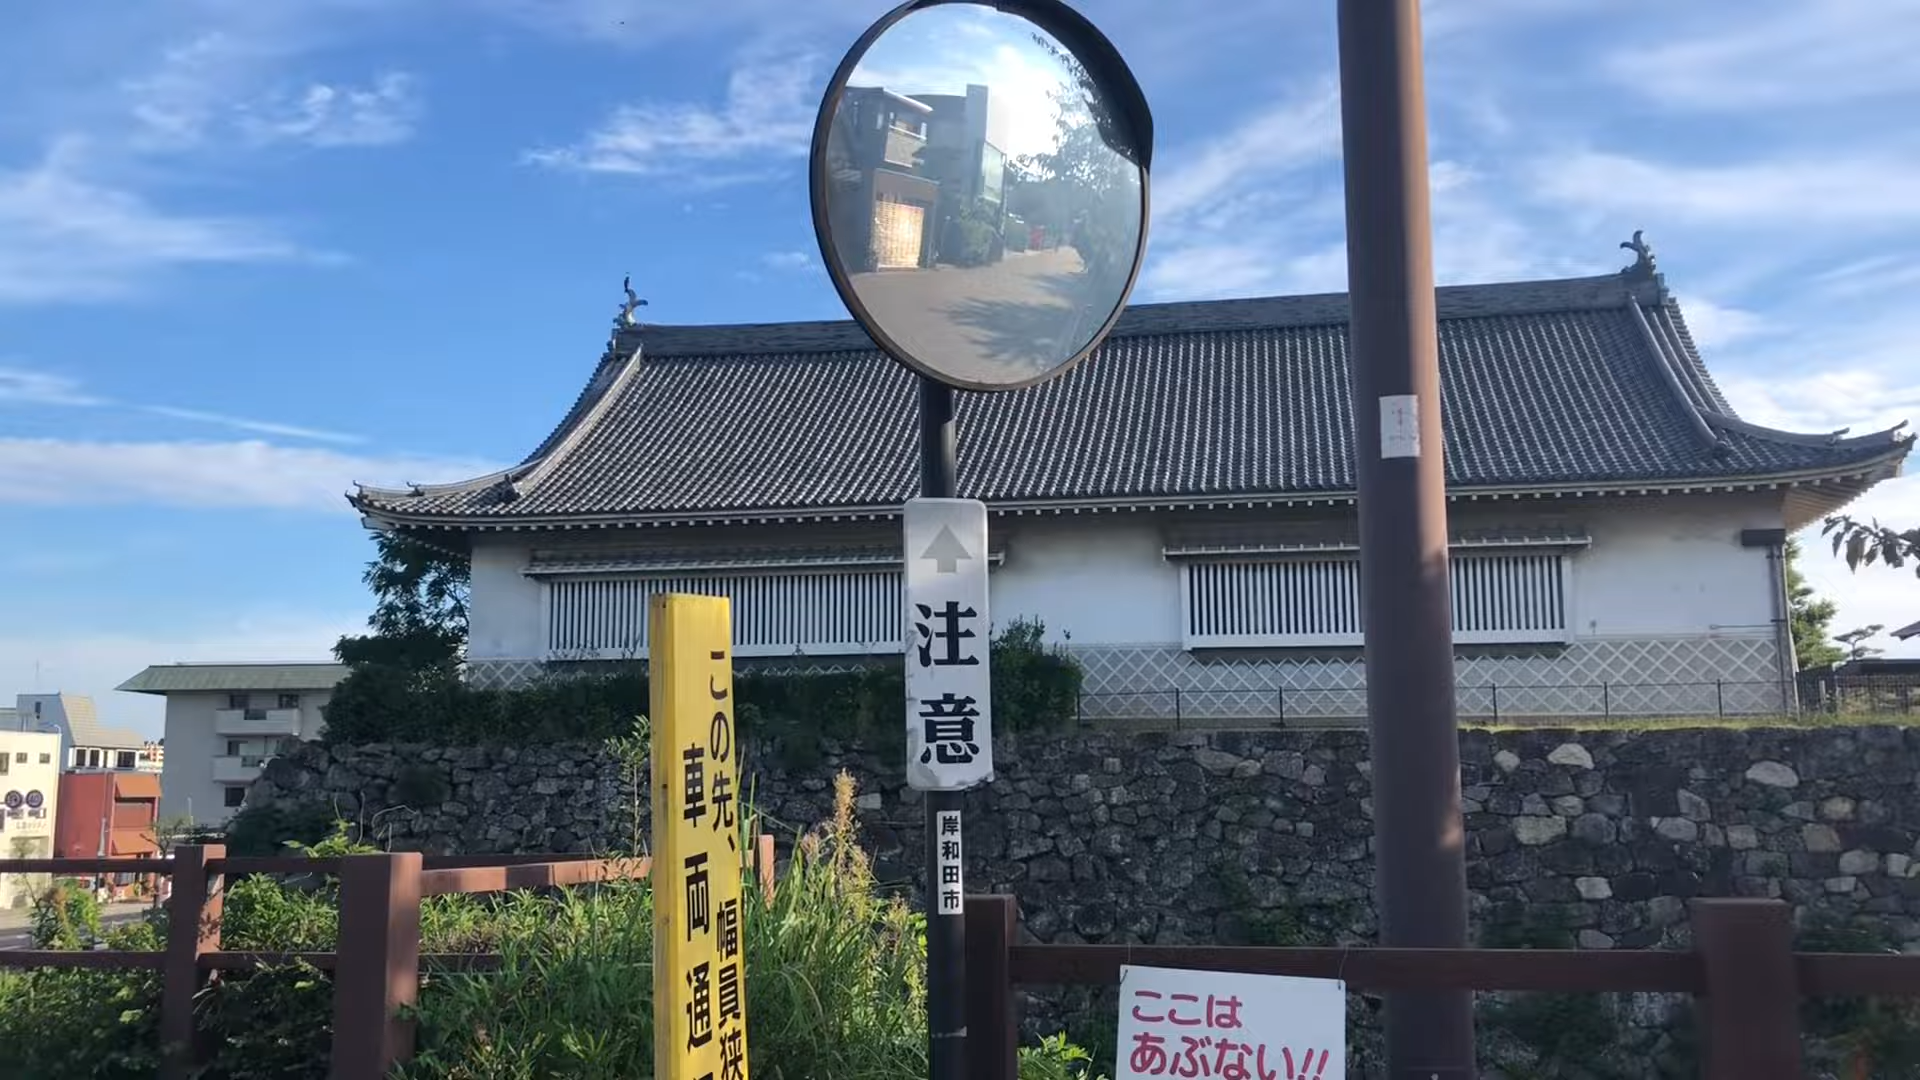 注意
岸和田市
この先、幅員狭
車両通
ここは
あぶない!!